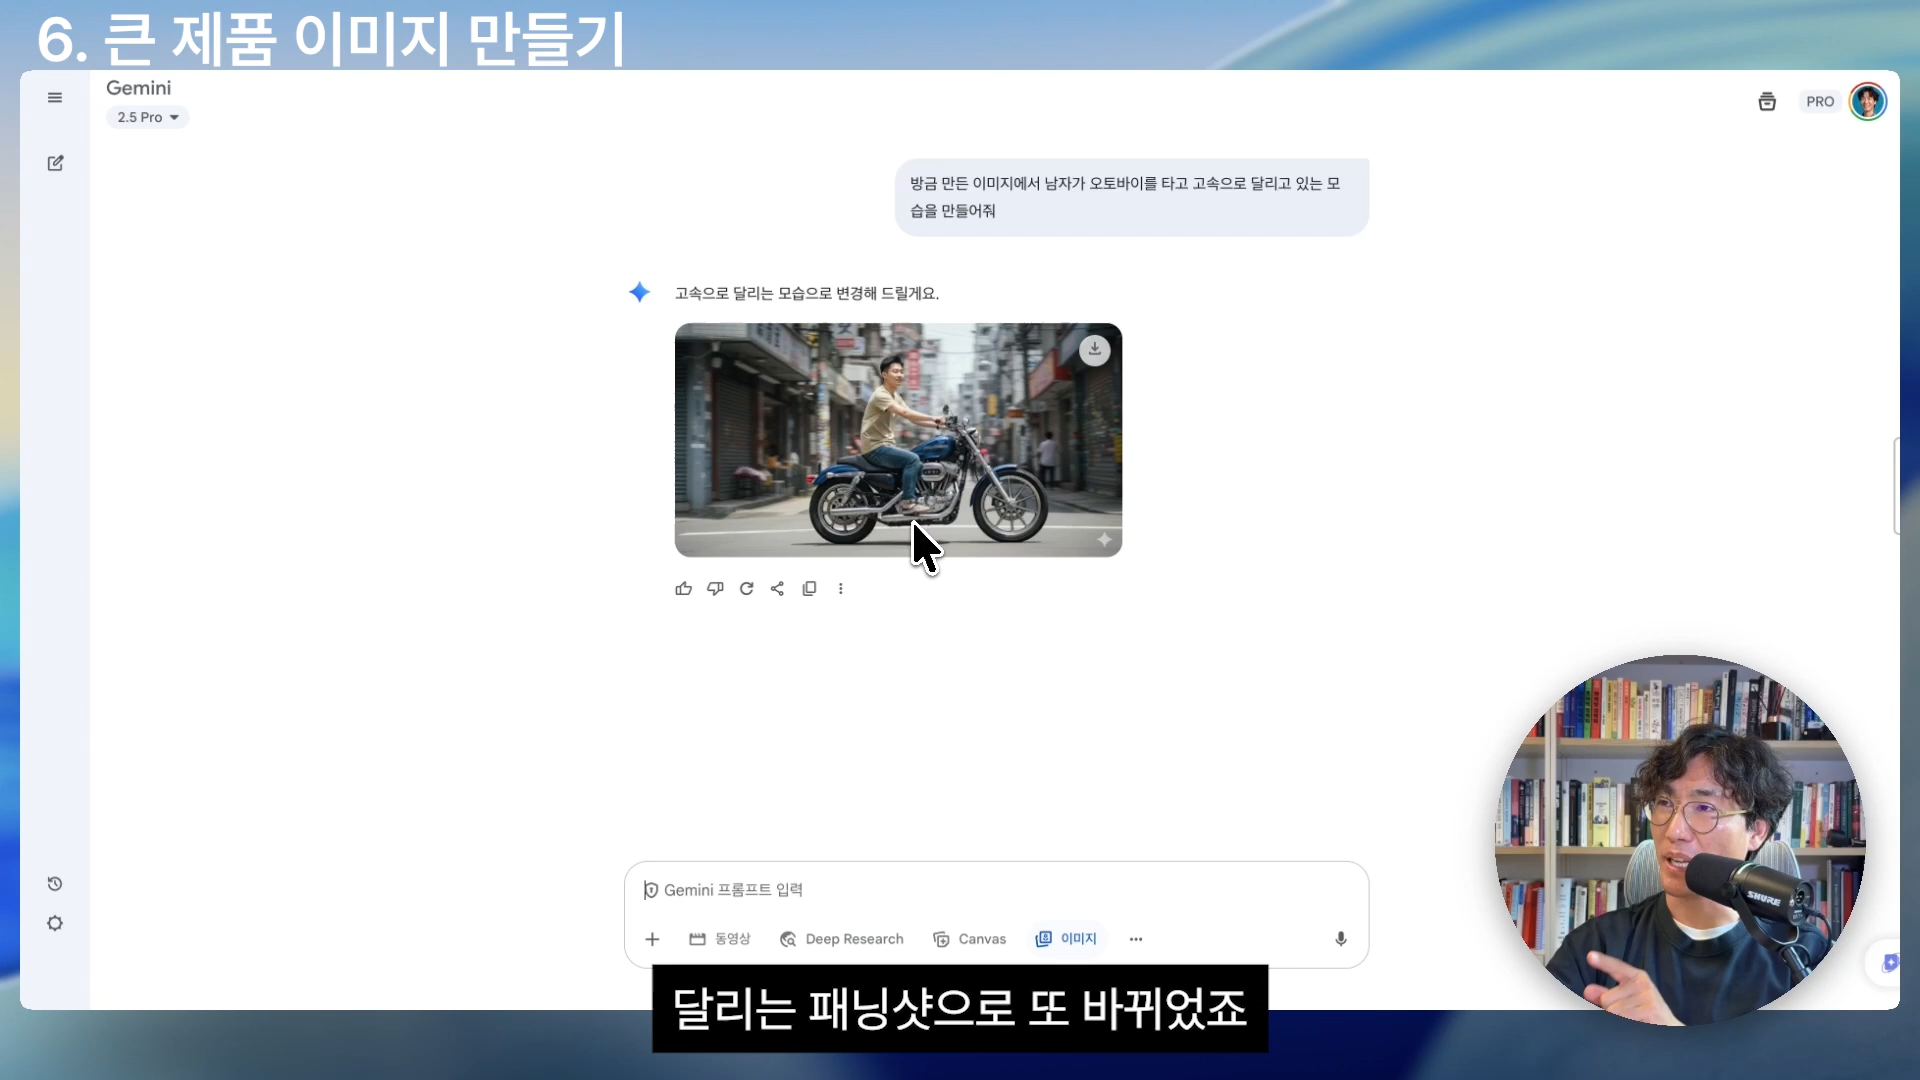 6. 큰 제품 이미지 만들기
Gemini
2.5 Pro
PRO
방금 만든 이미지에서 남자가 오토바이를 타고 고속으로 달리고 있는 모
습을 만들어줘
고속으로 달리는 모습으로 변경해 드릴게요.
Gemini 프롬프트 입력
동영상
Deep Research
Canvas
이미지
SHURE
달리는 패닝샷으로 또 바뀌었죠